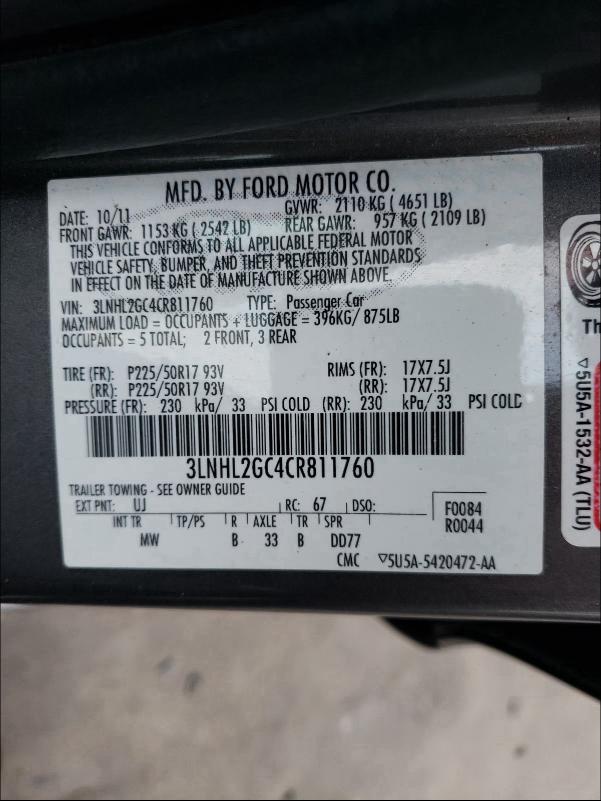 MFD. BY FORD MOTOR CO.
DATE: 10/11 GVWR: 2110 KG ( 4651 LB)
FRONT GAWR: 1153 KG ( 2542 LB) REAR GAWR: 957 KG ( 2109 LB)
THIS VEHICLE CONFORMS TO ALL APPLICABLE FEDERAL MOTOR
VEHICLE SAFETY, BUMPER, AND THEFT PREVENTION STANDARDS
IN EFFECT ON THE DATE OF MANUFACTURE SHOWN ABOVE.
VIN: 3LNHL2GC4CR811760 TYPE: Passenger Car
MAXIMUM LOAD = OCCUPANTS + LUGGAGE = 396KG/ 875LB
OCCUPANTS = 5 TOTAL; 2 FRONT, 3 REAR
TIRE (FR): P225/50R17 93V RIMS (FR): 17X7.5J
(RR): P225/50R17 93V (RR): 17X7.5J
PRESSURE (FR): 230 kPa/ 33 PSI COLD (RR): 230 kPa/ 33 PSI COLD
3LNHL2GC4CR811760
TRAILER TOWING - SEE OWNER GUIDE
EXT PNT: UJ RC: 67 DSO: F0084
INT TR TP/PS R AXLE TR SPR R0044
MW B 33 B DD77
CMC ▽5U5A-5420472-AA
Th
▽5U5A-1532-AA (TLU)